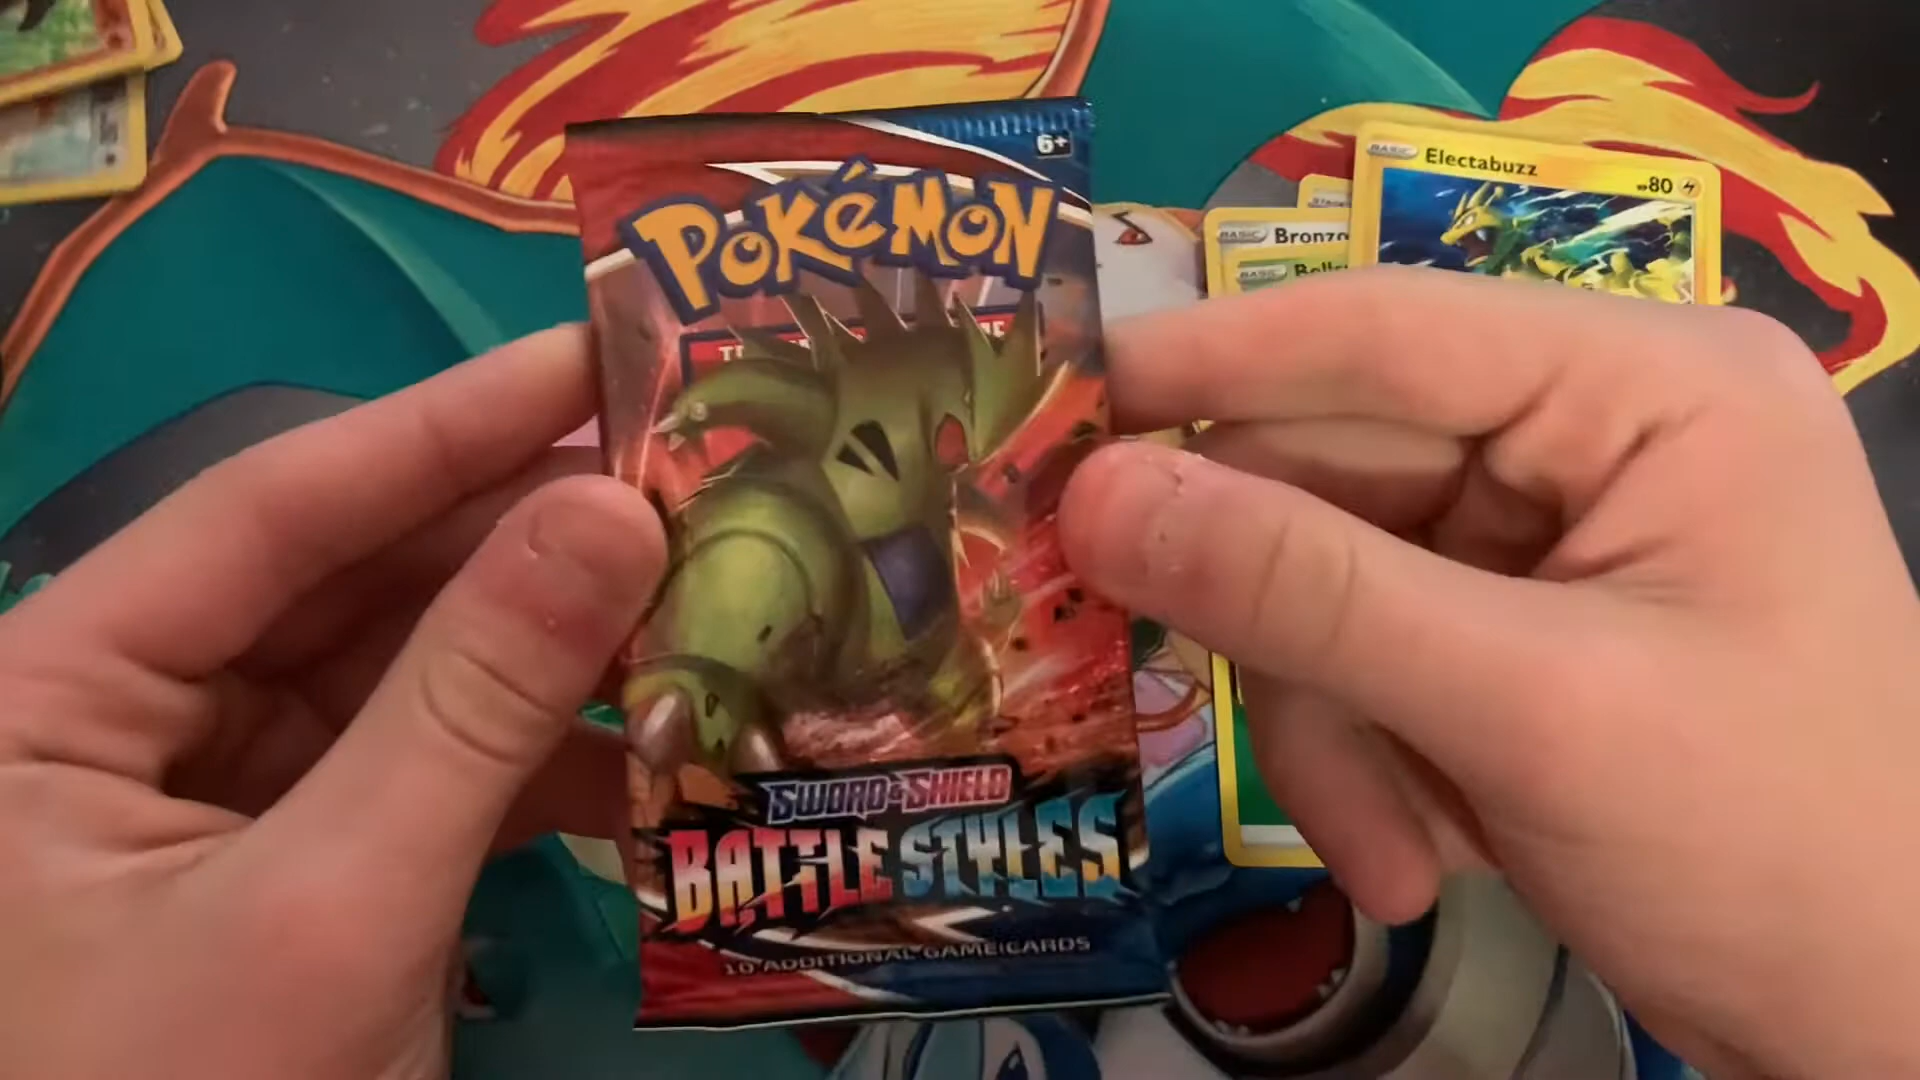 6+
POKéMON
SWORD & SHIELD
BATTLE STYLES
10 ADDITIONAL GAME CARDS
BASIC Electabuzz
80
BASIC Bronzo
BASIC